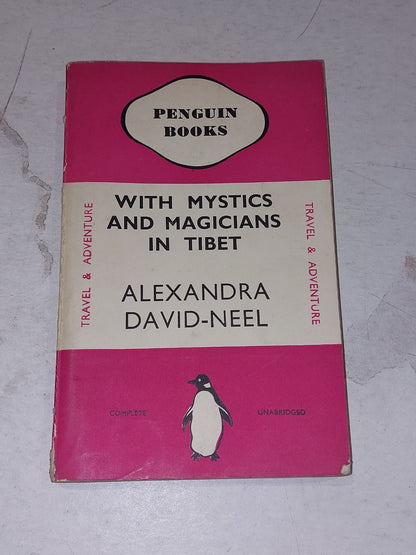 PENGUIN
BOOKS
WITH MYSTICS
AND MAGICIANS
IN TIBET
ALEXANDRA
DAVID-NEEL
TRAVEL & ADVENTURE
TRAVEL & ADVENTURE
COMPLETE
UNABRIDGED